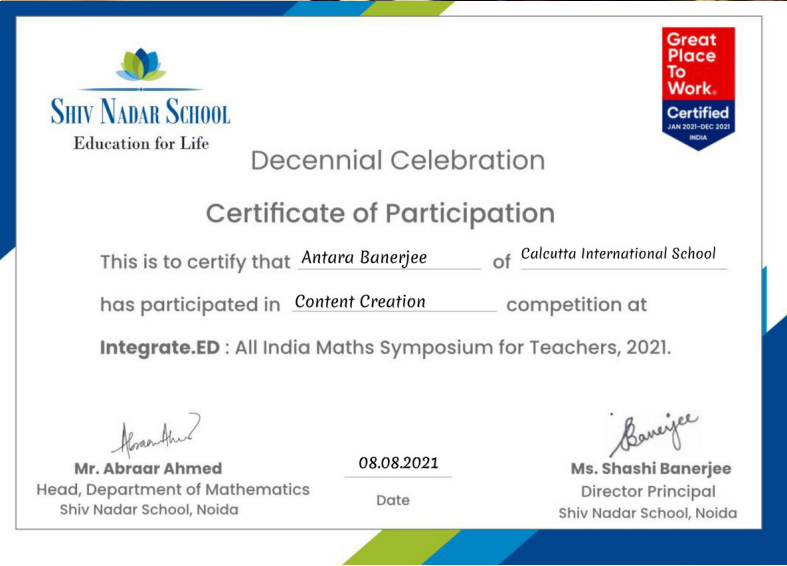 SHIV NADAR SCHOOL
Education for Life
Great
Place
To
Work®
Certified
JAN 2021-DEC 2021
INDIA
Decennial Celebration
Certificate of Participation
This is to certify that Antara Banerjee of Calcutta International School
has participated in Content Creation competition at
Integrate.ED : All India Maths Symposium for Teachers, 2021.
Banerjee
Mr. Abraar Ahmed
Head, Department of Mathematics
Shiv Nadar School, Noida
08.08.2021
Date
Ms. Shashi Banerjee
Director Principal
Shiv Nadar School, Noida